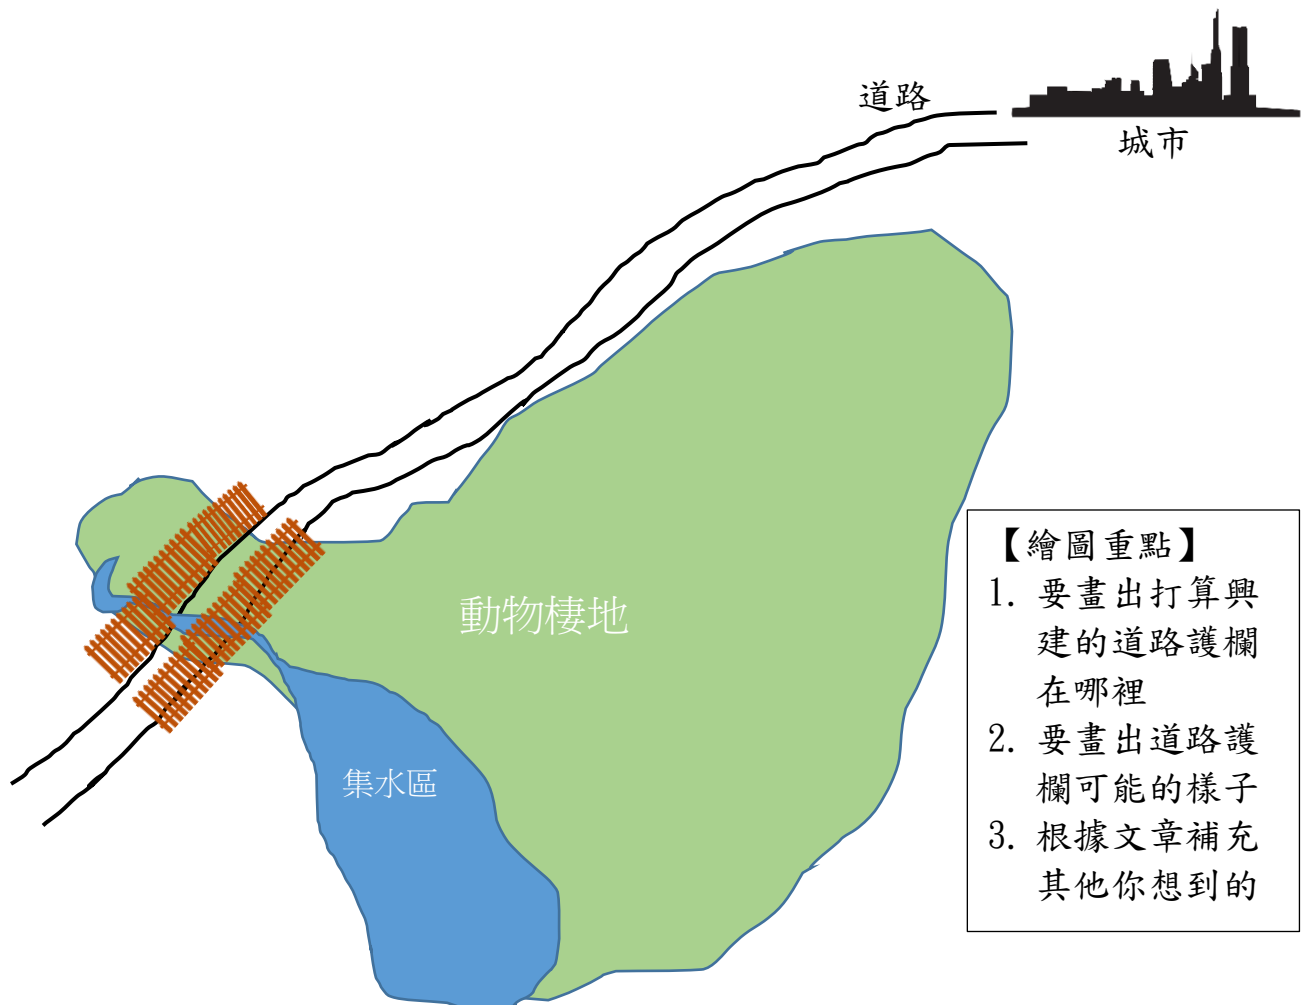 道路
城市
動物棲地
集水區
【繪圖重點】
1. 要畫出打算興
建的道路護欄
在哪裡
2. 要畫出道路護
欄可能的樣子
3. 根據文章補充
其他你想到的